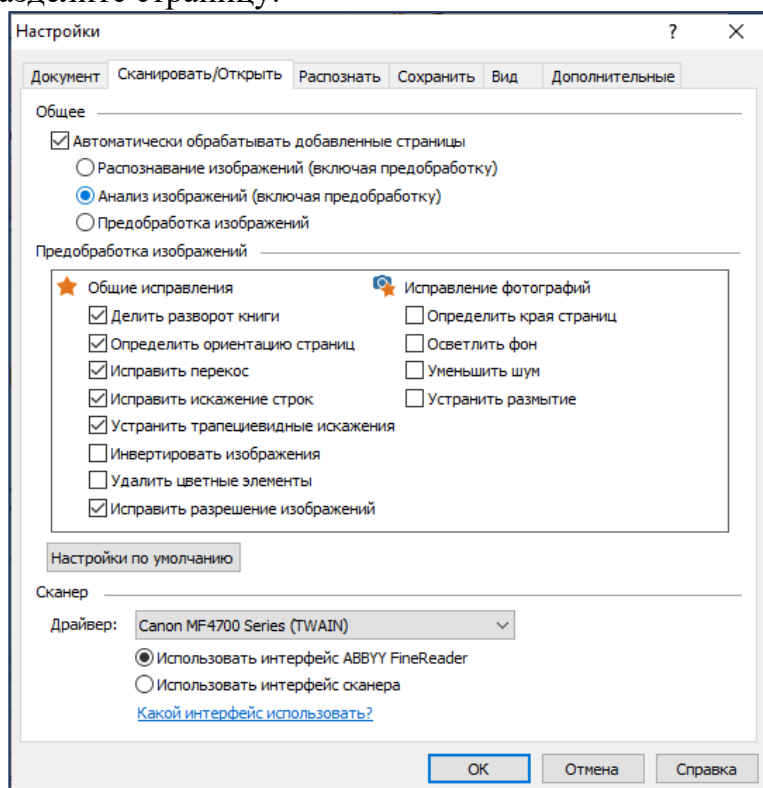 разделите страницу.
Настройки ? ×
Документ Сканировать/Открыть Распознать Сохранить Вид Дополнительные
Общее
Автоматически обрабатывать добавленные страницы
Распознавание изображений (включая предобработку)
Анализ изображений (включая предобработку)
Предобработка изображений
Предобработка изображений
Общие исправления
Делить разворот книги
Определить ориентацию страниц
Исправить перекос
Исправить искажение строк
Устранить трапециевидные искажения
Инвертировать изображения
Удалить цветные элементы
Исправить разрешение изображений
Исправление фотографий
Определить края страниц
Осветлить фон
Уменьшить шум
Устранить размытие
Настройки по умолчанию
Сканер
Драйвер: Canon MF4700 Series (TWAIN)
Использовать интерфейс ABBYY FineReader
Использовать интерфейс сканера
Какой интерфейс использовать?
ОК Отмена Справка